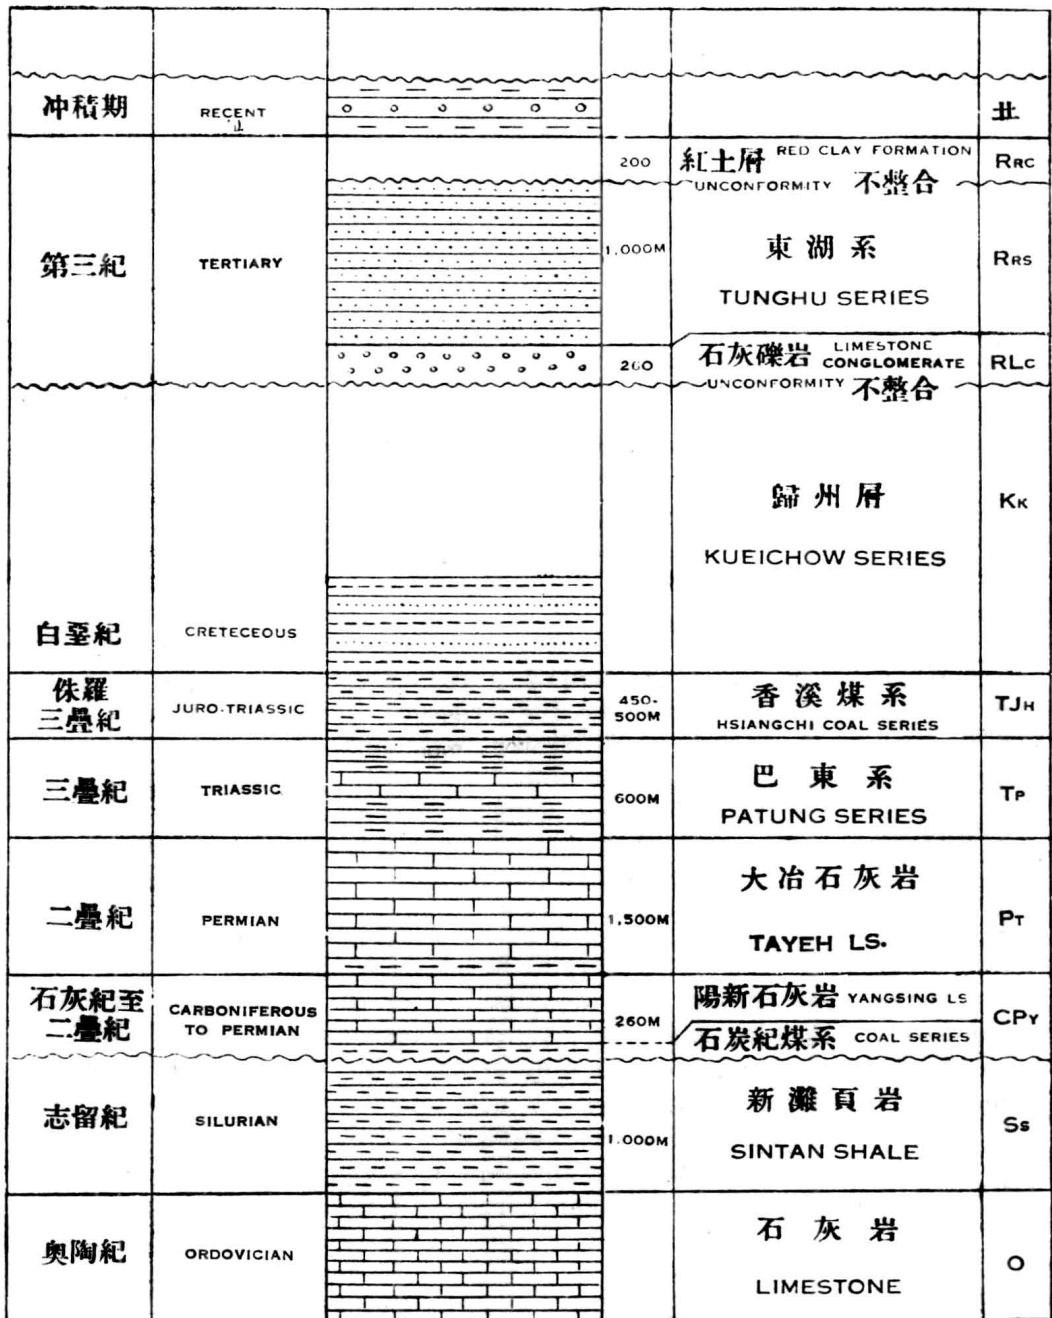 冲積期
RECENT
200
紅土層 RED CLAY FORMATION
RRC
UNCONFORMITY 不整合
第三紀
TERTIARY
1,000M
東湖系
TUNGHU SERIES
RRS
石灰礫岩 LIMESTONE CONGLOMERATE
RLC
UNCONFORMITY 不整合
白堊紀
CRETECEOUS
歸州層
KUEICHOW SERIES
KK
侏羅
三疊紀
JURO-TRIASSIC
450-
500M
香溪煤系
HSIANGCHI COAL SERIES
TJH
三疊紀
TRIASSIC
600M
巴東系
PATUNG SERIES
TP
二疊紀
PERMIAN
1,500M
大冶石灰岩
TAYEH LS.
PT
石灰紀至
二疊紀
CARBONIFEROUS
TO PERMIAN
260M
陽新石灰岩 YANGSING LS
石炭紀煤系 COAL SERIES
CPY
志留紀
SILURIAN
1.000M
新灘頁岩
SINTAN SHALE
SS
奥陶紀
ORDOVICIAN
石灰岩
LIMESTONE
O